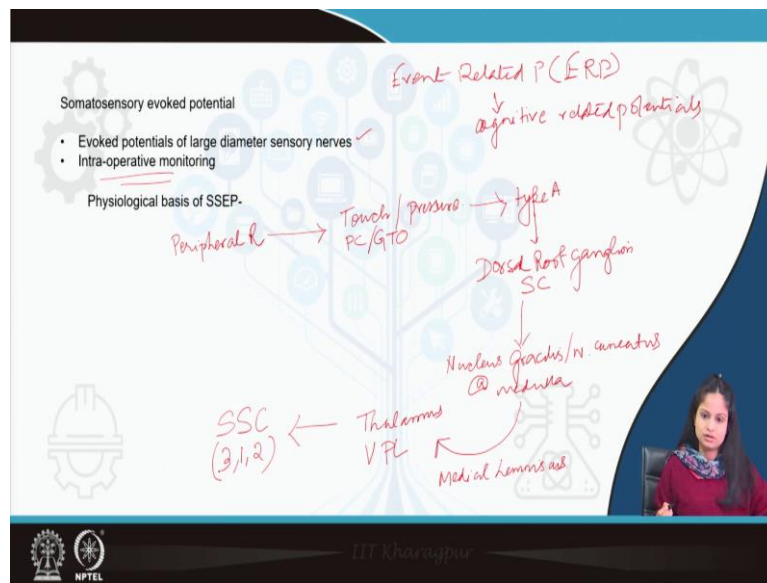 Event Related P (ERP)
cognitive related potentials
Somatosensory evoked potential
• Evoked potentials of large diameter sensory nerves
• Intra-operative monitoring
Physiological basis of SSEP-
Peripheral R → Touch/pressure → type A
PC/GTO
Dorsal Root Ganglion
SC
Nucleus gracilis/N. cuneatus
@ medulla
Medial Lemniscus
SSC ← Thalamus
(3,1,2) VPL
IIT Kharagpur
NPTEL